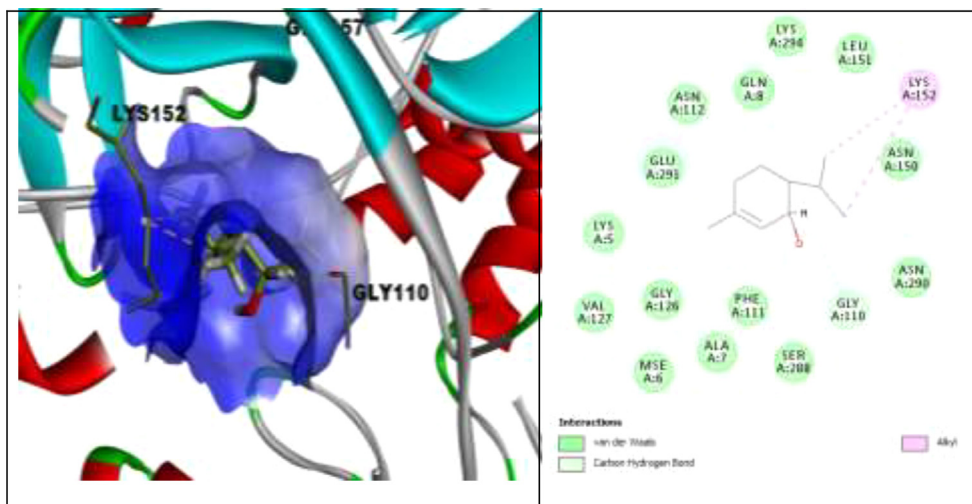 LYS152
GLY110
LYS
A:294
LEU
A:151
LYS
A:152
GLN
A:8
ASN
A:112
ASN
A:150
GLU
A:293
LYS
A:5
H
O
ASN
A:290
GLY
A:126
PHE
A:111
GLY
A:110
VAL
A:127
ALA
A:7
SER
A:288
MSE
A:6
Interactions
van der Waals
Carbon Hydrogen Bond
Alkyl